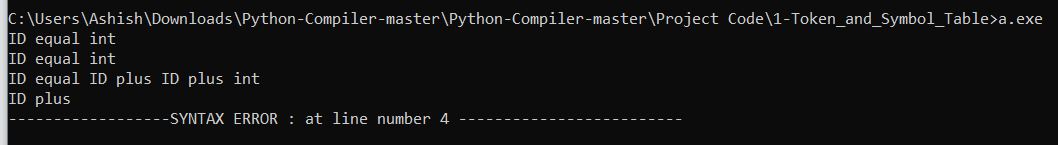 C:\Users\Ashish\Downloads\Python-Compiler-master\Python-Compiler-master\Project Code\1-Token_and_Symbol_Table>a.exe
ID equal int
ID equal int
ID equal ID plus ID plus int
ID plus
------------------SYNTAX ERROR : at line number 4 -------------------------